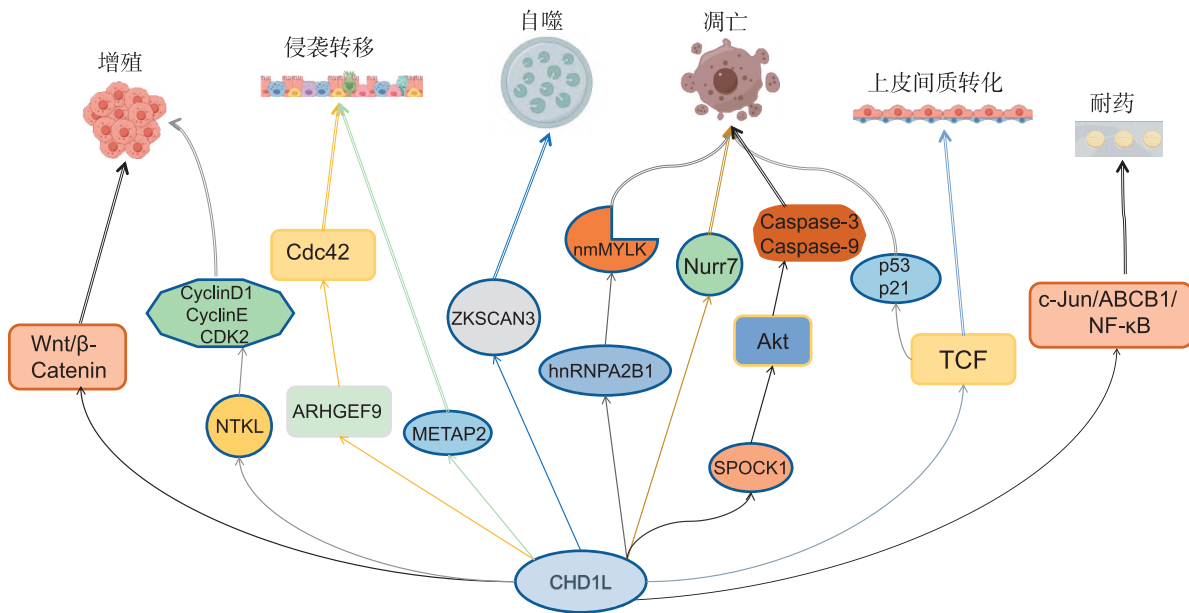 自噬
凋亡
侵袭转移
增殖
上皮间质转化
耐药
Cdc42
nmMYLK
Nurr7
Caspase-3
Caspase-9
p53
p21
CyclinD1
CyclinE
CDK2
ZKSCAN3
c-Jun/ABCB1/
NF-κB
Wnt/β-
Catenin
hnRNPA2B1
Akt
TCF
NTKL
ARHGEF9
METAP2
SPOCK1
CHD1L